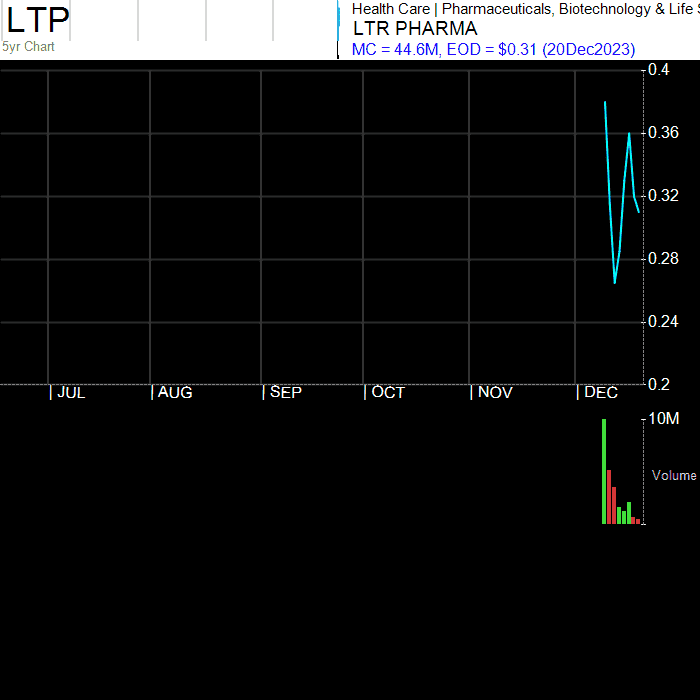 LTP
5yr Chart
Health Care | Pharmaceuticals, Biotechnology & Life
LTR PHARMA
MC = 44.6M, EOD = $0.31 (20Dec2023)
0.4
0.36
0.32
0.28
0.24
0.2
| JUL | AUG | SEP | OCT | NOV | DEC
10M
Volume